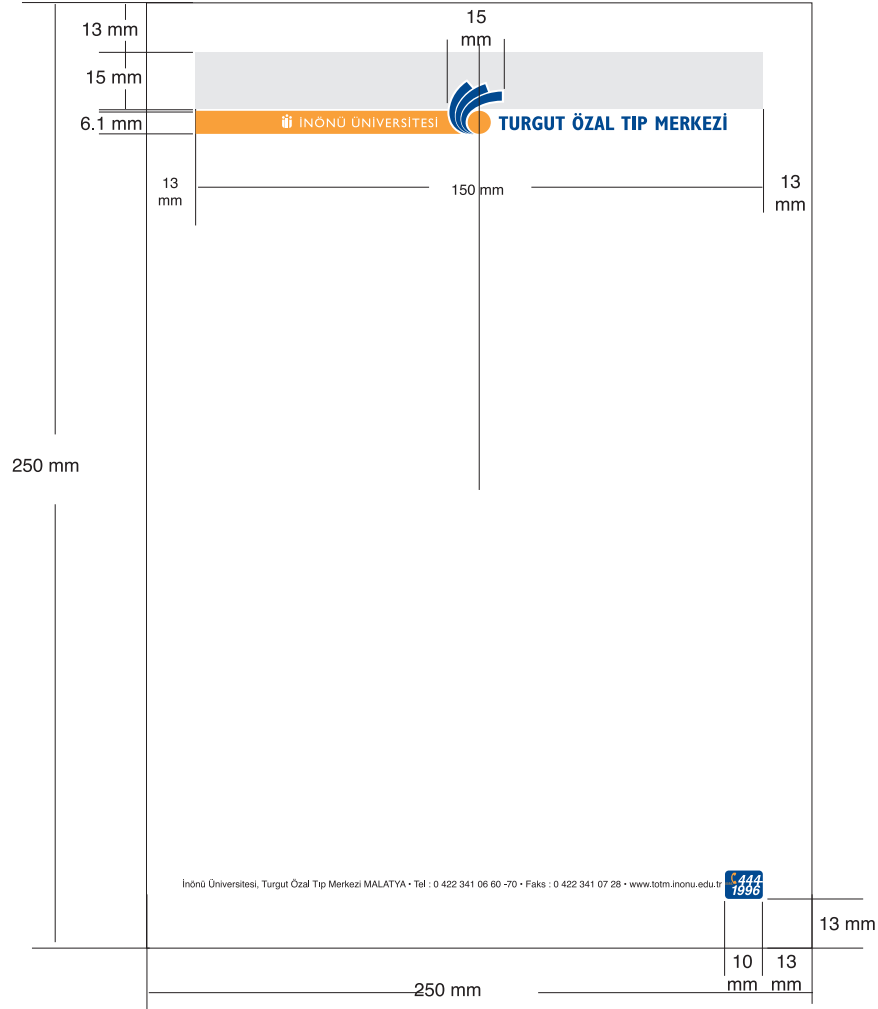 13 mm
15 mm
15 mm
6.1 mm
İNÖNÜ ÜNİVERSİTESİ
TURGUT ÖZAL TIP MERKEZİ
13 mm
150 mm
13 mm
250 mm
İnönü Üniversitesi, Turgut Özal Tıp Merkezi MALATYA • Tel : 0 422 341 06 60 -70 • Faks : 0 422 341 07 28 • www.totm.inonu.edu.tr
444
1996
13 mm
10 mm
13 mm
250 mm